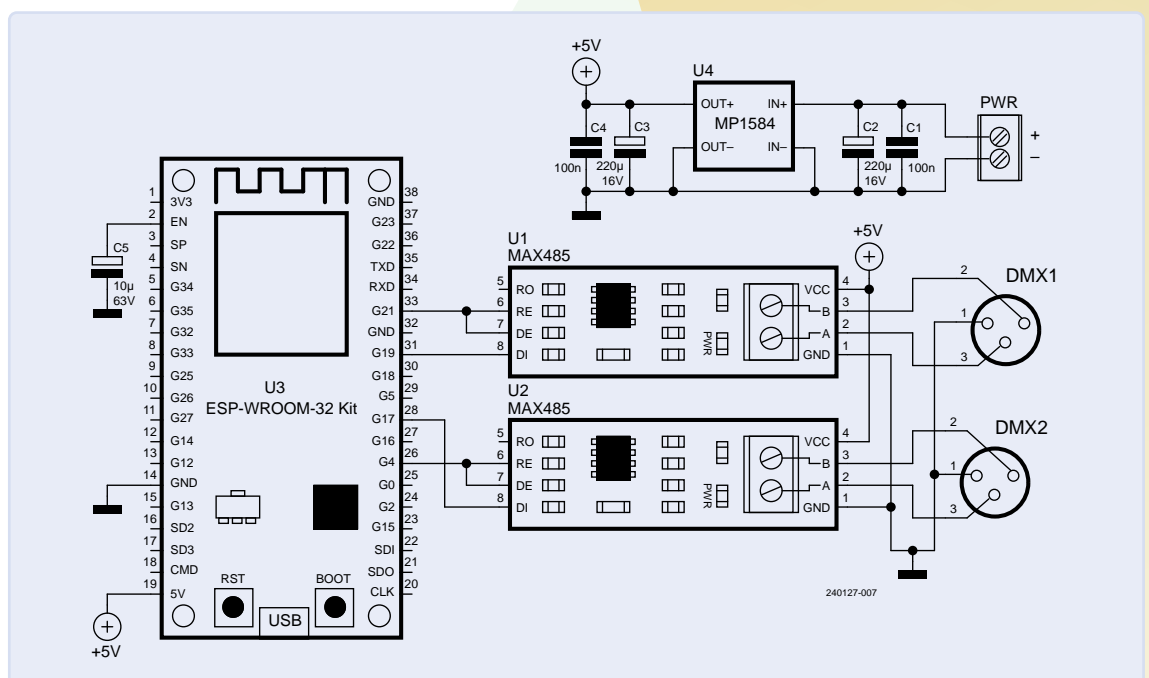 +5V
U4
OUT+ IN+
MP1584
OUT– IN–
C4
100n
C3
220µ
16V
C2
220µ
16V
C1
100n
PWR
+
–
1 3V3
2 EN
3 SP
4 SN
5 G34
6 G35
7 G32
8 G33
9 G25
10 G26
11 G27
12 G14
13 G12
14 GND
15 G13
16 SD2
17 SD3
18 CMD
19 5V
C5
10µ
63V
+5V
U3
ESP-WROOM-32 Kit
RST
BOOT
USB
38 GND
37 G23
36 G22
35 TXD
34 RXD
33 G21
32 GND
31 G19
30 G18
29 G5
28 G17
27 G16
26 G4
25 G0
24 G2
23 G15
22 SDI
21 SDO
20 CLK
U1
MAX485
5 RO
6 RE
7 DE
8 DI
PWR
VCC 4
B 3
A 2
GND 1
+5V
2
DMX1
1
3
U2
MAX485
5 RO
6 RE
7 DE
8 DI
PWR
VCC 4
B 3
A 2
GND 1
2
DMX2
1
3
240127-007